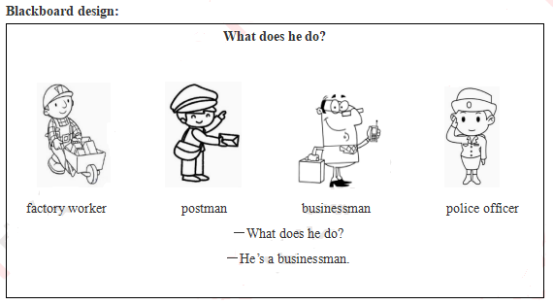 Blackboard design:
What does he do?
factory worker postman businessman police officer
—What does he do?
—He's a businessman.